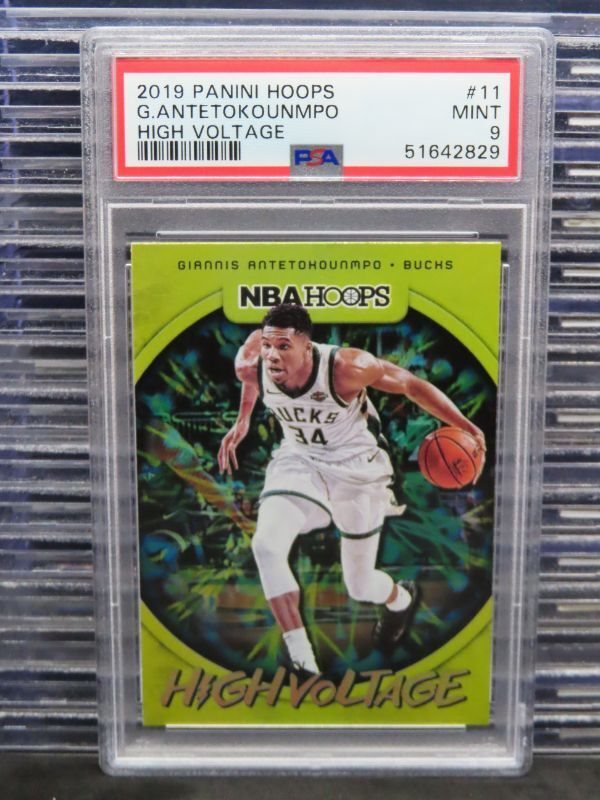 2019 PANINI HOOPS #11
G.ANTETOKOUNMPO MINT
HIGH VOLTAGE 9
PSA 51642829
GIANNIS ANTETOKOUNMPO • BUCKS
NBA HOOPS
BUCKS
34
HIGH VOLTAGE